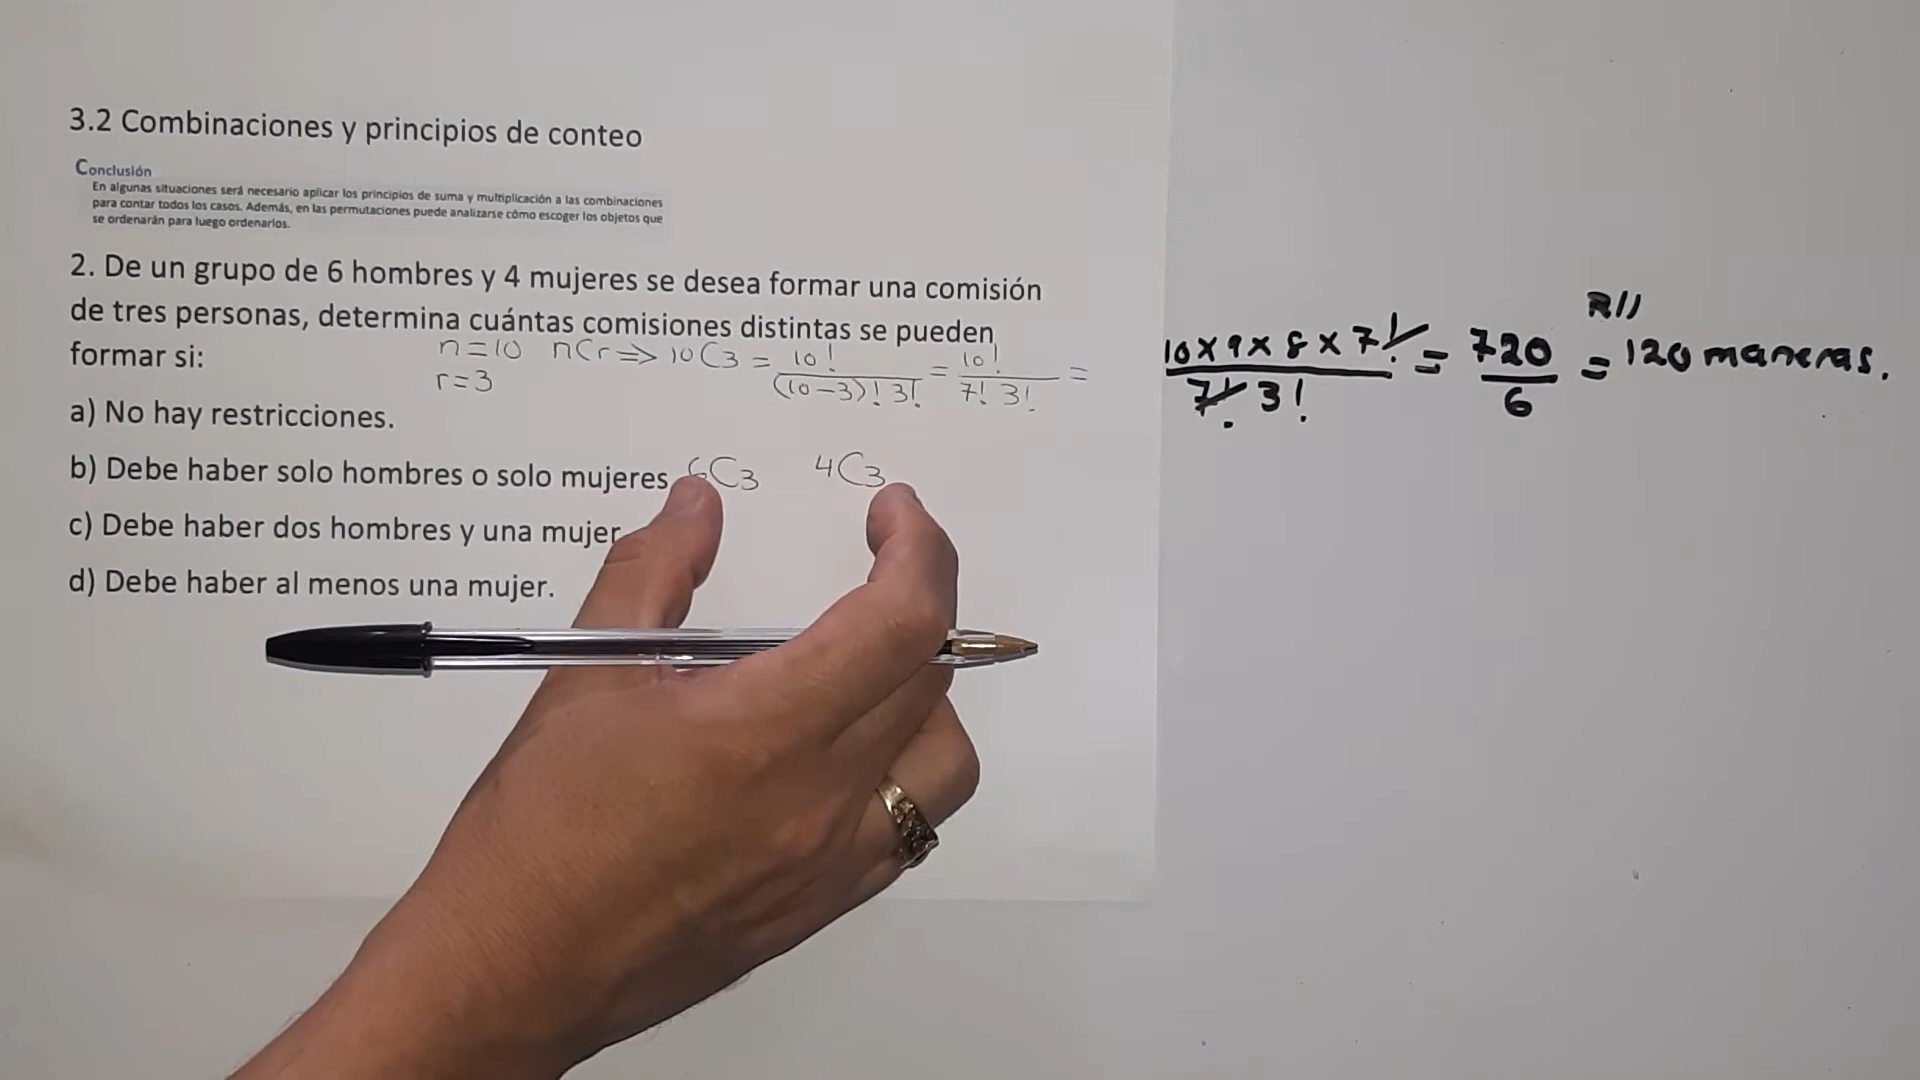 3.2 Combinaciones y principios de conteo
Conclusión
En algunas situaciones será necesario aplicar los principios de suma y multiplicación a las combinaciones
para contar todos los casos. Además, en las permutaciones puede analizarse cómo escoger los objetos que
se ordenarán para luego ordenarlos.
2. De un grupo de 6 hombres y 4 mujeres se desea formar una comisión
de tres personas, determina cuántas comisiones distintas se pueden
formar si:
n=10 nCr => 10C3 = 10! / (10-3)! 3! = 10! / 7! 3! =
r=3
10 x 9 x 8 x 7! / 7! 3! = 720 / 6 = 120 maneras.
R//
a) No hay restricciones.
b) Debe haber solo hombres o solo mujeres 6C3 4C3
c) Debe haber dos hombres y una mujer
d) Debe haber al menos una mujer.